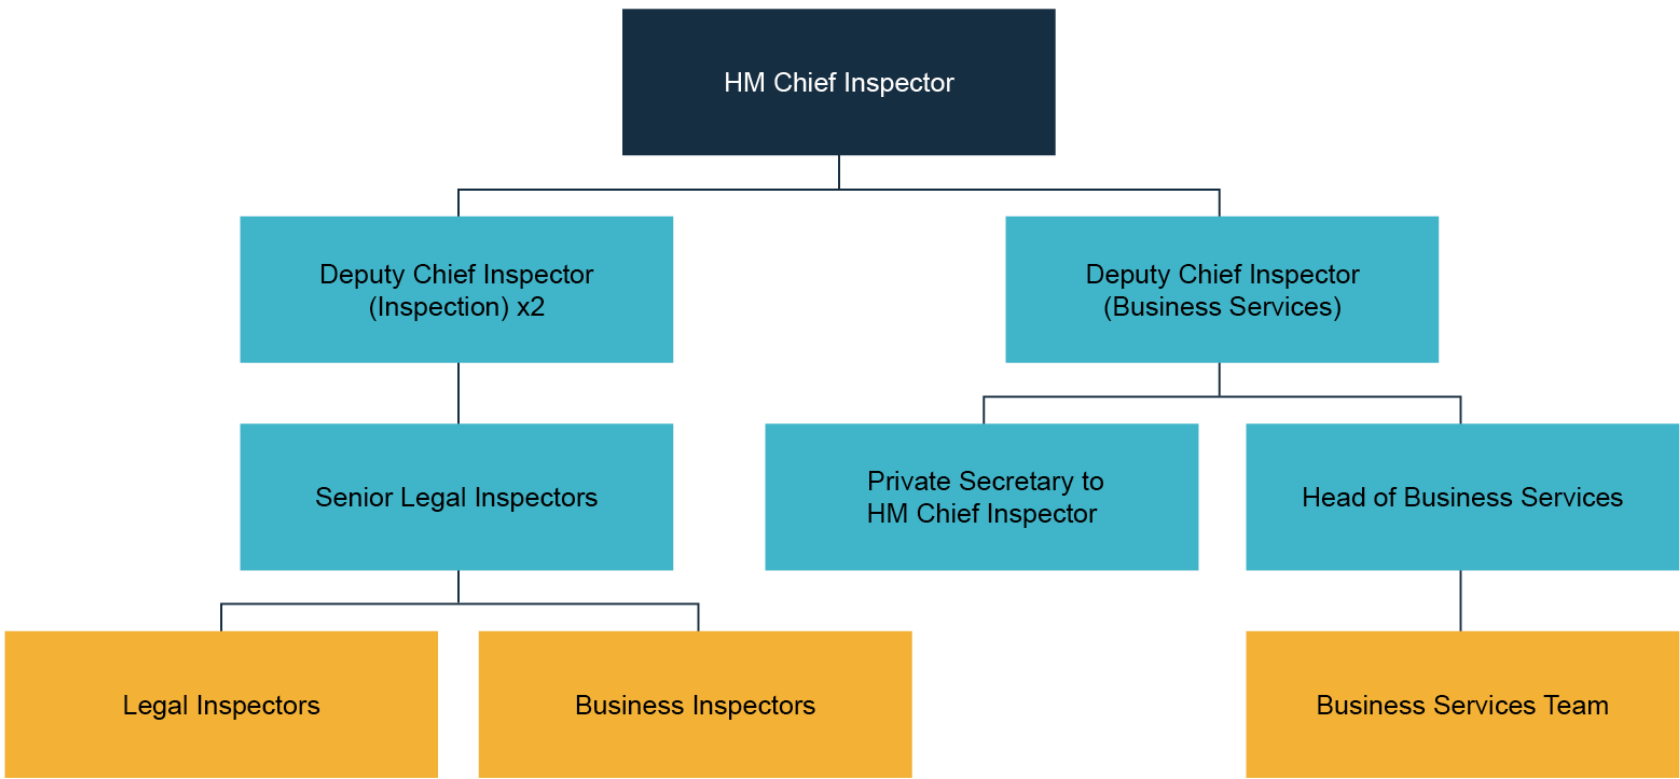 HM Chief Inspector
Deputy Chief Inspector
(Inspection) x2
Deputy Chief Inspector
(Business Services)
Senior Legal Inspectors
Private Secretary to
HM Chief Inspector
Head of Business Services
Legal Inspectors
Business Inspectors
Business Services Team